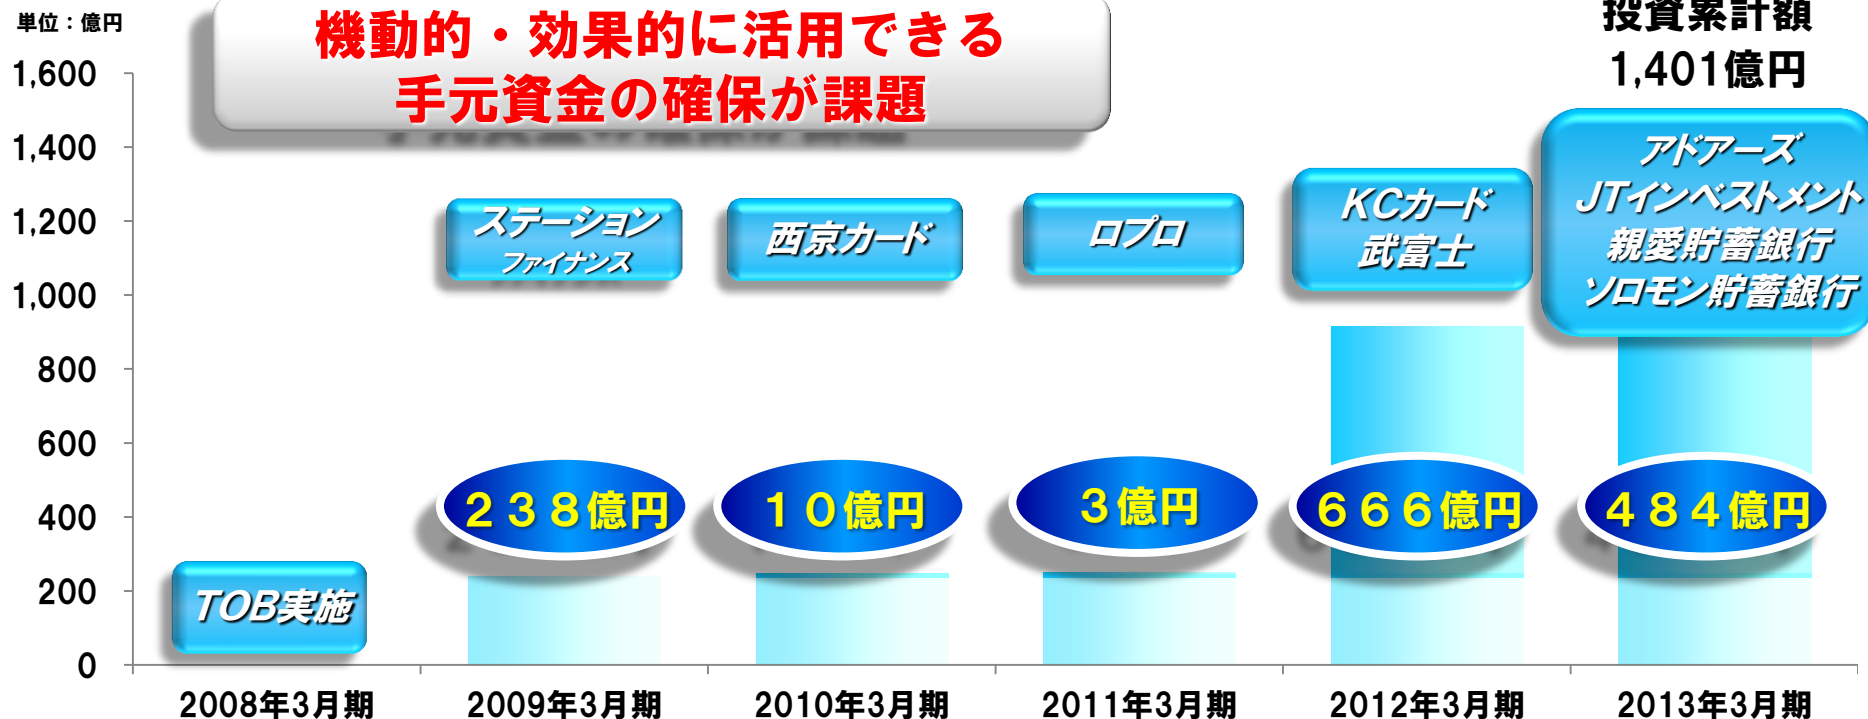 単位：億円
機動的・効果的に活用できる
手元資金の確保が課題
投資累計額
1,401億円
1,600
1,400
1,200
1,000
800
600
400
200
0
TOB実施
ステーション
ファイナンス
西京カード
ロプロ
KCカード
武富士
アドアーズ
JTインベストメント
親愛貯蓄銀行
ソロモン貯蓄銀行
２３８億円
１０億円
３億円
６６６億円
４８４億円
2008年3月期
2009年3月期
2010年3月期
2011年3月期
2012年3月期
2013年3月期